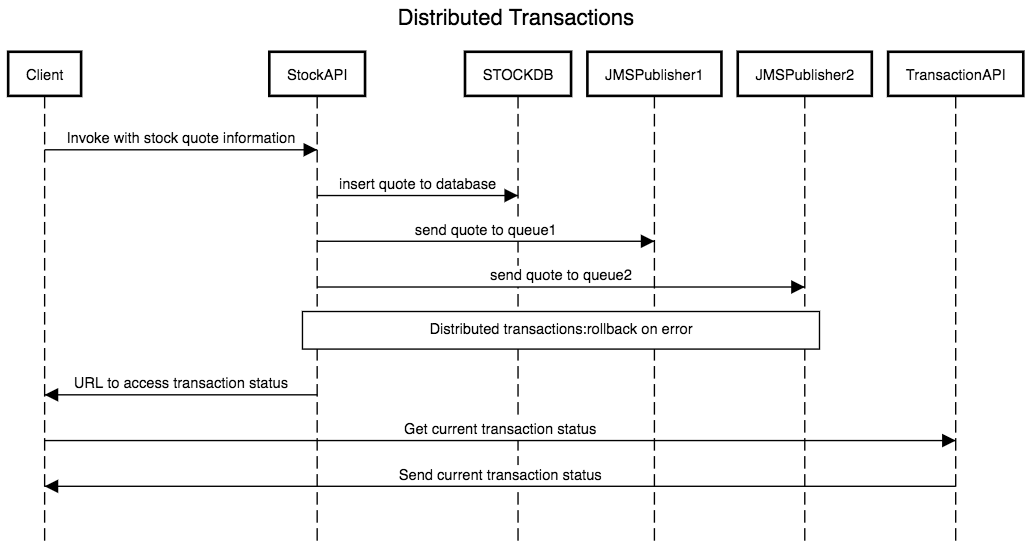 Distributed Transactions
Client
StockAPI
STOCKDB
JMSPublisher1
JMSPublisher2
TransactionAPI
Invoke with stock quote information
insert quote to database
send quote to queue1
send quote to queue2
Distributed transactions:rollback on error
URL to access transaction status
Get current transaction status
Send current transaction status